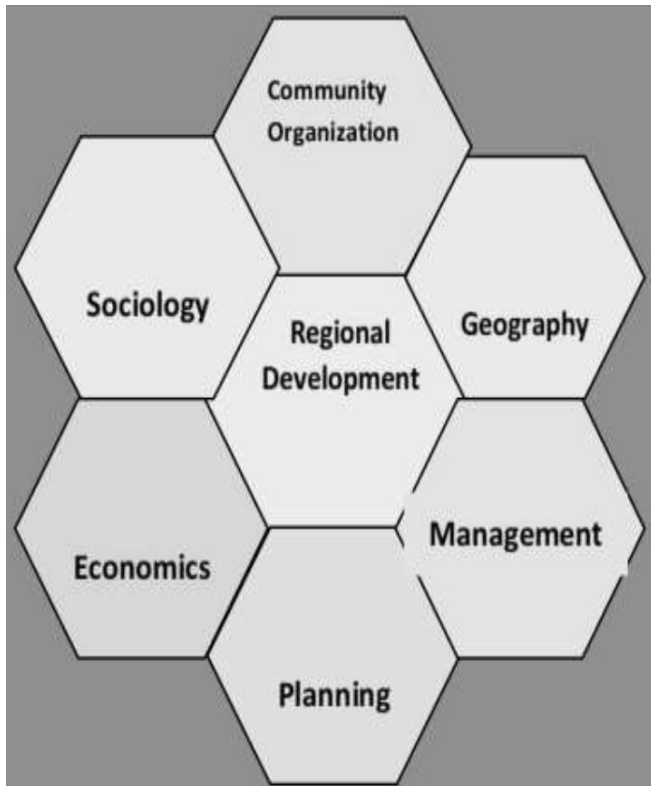 Community
Organization
Sociology
Geography
Regional
Development
Economics
Management
Planning